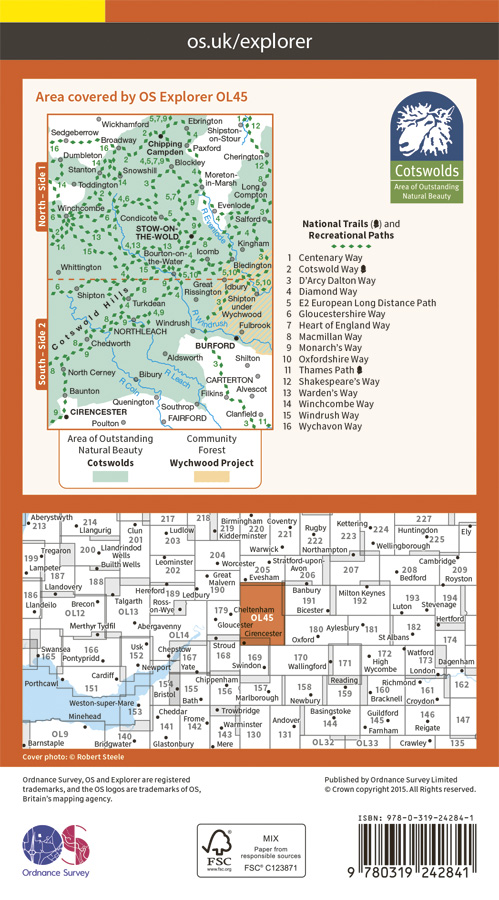 os.uk/explorer
Area covered by OS Explorer OL45
North – Side 1
South – Side 2
Wickhamford
5,7,9
Ebrington
Shipston-
on-Stour
Sedgeberrow
Broadway
Chipping
Campden
Paxford
Cherington
Dumbleton
Blockley
Stanton
Snowshill
Moreton-
in-Marsh
Toddington
Long
Compton
Winchcombe
Evenlode
Condicote
Salford
STOW-ON-
THE-WOLD
R Evenlode
Kingham
Bourton-on-
the-Water
Icomb
Bledington
Whittington
Great
Rissington
Idbury
Shipton
Shipton
under
Wychwood
Cotswold Hills
Turkdean
Windrush
R Windrush
Fulbrook
NORTHLEACH
BURFORD
Chedworth
Aldsworth
Shilton
North Cerney
Bibury
R Leach
CARTERTON
Alvescot
Baunton
R Coln
Filkins
Quenington
Southrop
CIRENCESTER
Clanfield
Poulton
FAIRFORD
Area of Outstanding
Natural Beauty
Cotswolds
Community
Forest
Wychwood Project
Cotswolds
Area of Outstanding
Natural Beauty
National Trails () and
Recreational Paths
1 Centenary Way
2 Cotswold Way
3 D'Arcy Dalton Way
4 Diamond Way
5 E2 European Long Distance Path
6 Gloucestershire Way
7 Heart of England Way
8 Macmillan Way
9 Monarch's Way
10 Oxfordshire Way
11 Thames Path
12 Shakespeare's Way
13 Warden's Way
14 Winchcombe Way
15 Windrush Way
16 Wychavon Way
Aberystwyth
213
214
Llangurig
Clun
201
217
Ludlow
203
218
219
Birmingham
220
Kidderminster
Coventry
221
Rugby
222
Kettering
223
224
227
Huntingdon
225
Ely
Tregaron
199
200
Llandrindod
Wells
Builth Wells
Leominster
202
204
Worcester
Warwick
Stratford-upon-
Avon
205
206
Northampton
207
Wellingborough
208
Bedford
Cambridge
209
Royston
Lampeter
187
Llandovery
188
Hereford
189
Ledbury
Great
Malvern
190
Evesham
Banbury
191
Bicester
Milton Keynes
192
193
Luton
194
Stevenage
Hertford
186
Llandeilo
OL12
Brecon
Talgarth
OL13
Ross-
on-Wye
Abergavenny
OL14
179
Cheltenham
OL45
Gloucester
Cirencester
180
Oxford
Aylesbury
181
182
St Albans
174
Merthyr Tydfil
Swansea
165
166
Pontypridd
Usk
152
Newport
Chepstow
167
Stroud
168
169
Swindon
170
Wallingford
171
172
High
Wycombe
Watford
173
London
Dagenham
Porthcawl
Cardiff
151
154
Bristol
155
Bath
Chippenham
156
157
Marlborough
158
Newbury
Reading
159
Richmond
160
Bracknell
161
Croydon
162
Weston-super-Mare
153
Minehead
Cheddar
141
Frome
142
Trowbridge
Warminster
143
130
Andover
131
Basingstoke
144
Guildford
145
Farnham
146
Reigate
147
OL9
Barnstaple
140
Bridgwater
Glastonbury
Mere
OL32
OL33
Crawley
135
Cover photo: © Robert Steele
Ordnance Survey, OS and Explorer are registered
trademarks, and the OS logos are trademarks of OS,
Britain's mapping agency.
Published by Ordnance Survey Limited
© Crown copyright 2015. All Rights reserved.
OS
Ordnance Survey
FSC
www.fsc.org
MIX
Paper from
responsible sources
FSC® C123871
ISBN: 978-0-319-24284-1
9 780319 242841